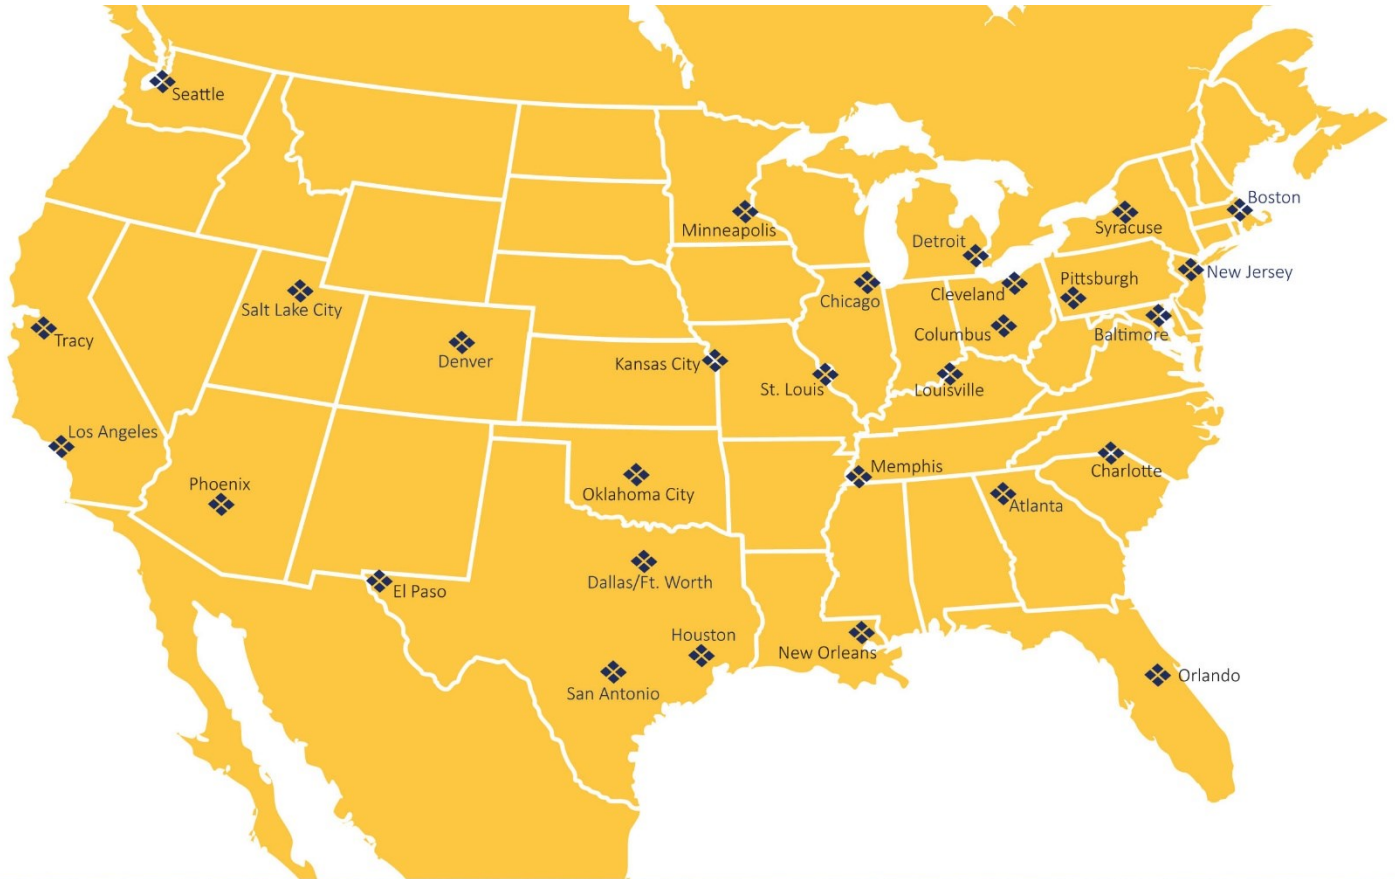 Seattle
Boston
Minneapolis
Syracuse
Detroit
New Jersey
Pittsburgh
Chicago
Cleveland
Salt Lake City
Columbus
Baltimore
Tracy
Denver
Kansas City
St. Louis
Louisville
Los Angeles
Memphis
Charlotte
Phoenix
Oklahoma City
Atlanta
Dallas/Ft. Worth
El Paso
Houston
New Orleans
Orlando
San Antonio